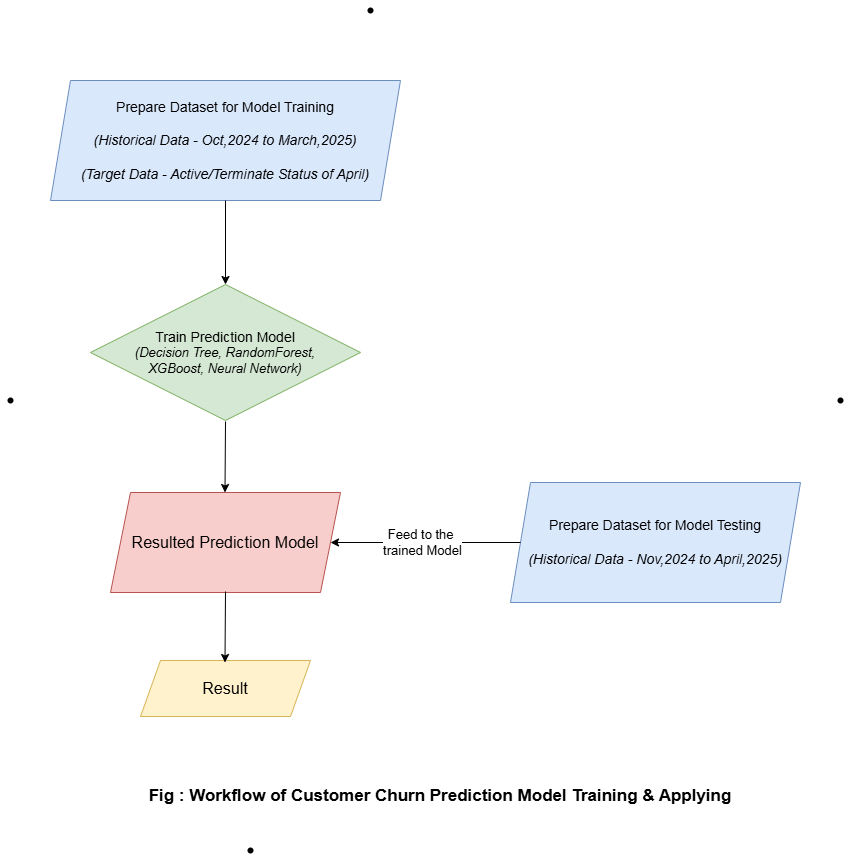 Prepare Dataset for Model Training
(Historical Data - Oct,2024 to March,2025)
(Target Data - Active/Terminate Status of April)
Train Prediction Model
(Decision Tree, RandomForest,
XGBoost, Neural Network)
Resulted Prediction Model
Feed to the
trained Model
Prepare Dataset for Model Testing
(Historical Data - Nov,2024 to April,2025)
Result
Fig : Workflow of Customer Churn Prediction Model Training & Applying